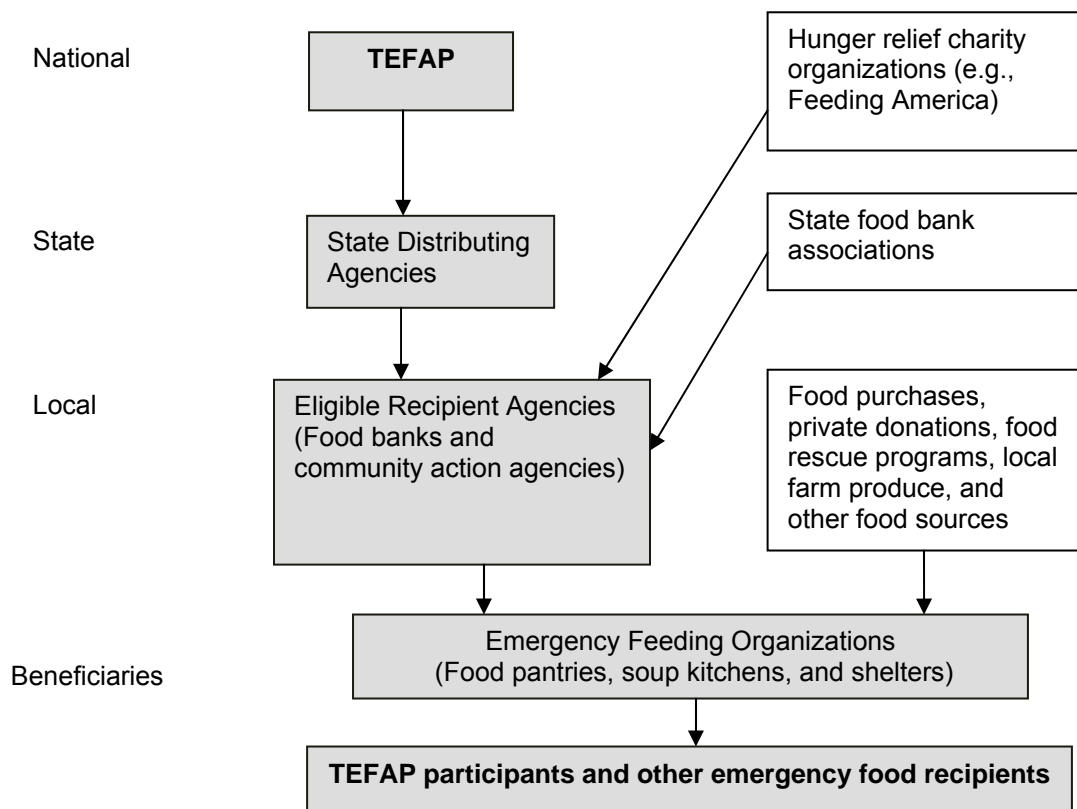 National
TEFAP
Hunger relief charity
organizations (e.g.,
Feeding America)
State
State Distributing
Agencies
State food bank
associations
Local
Eligible Recipient Agencies
(Food banks and
community action agencies)
Food purchases,
private donations, food
rescue programs, local
farm produce, and
other food sources
Beneficiaries
Emergency Feeding Organizations
(Food pantries, soup kitchens, and shelters)
TEFAP participants and other emergency food recipients